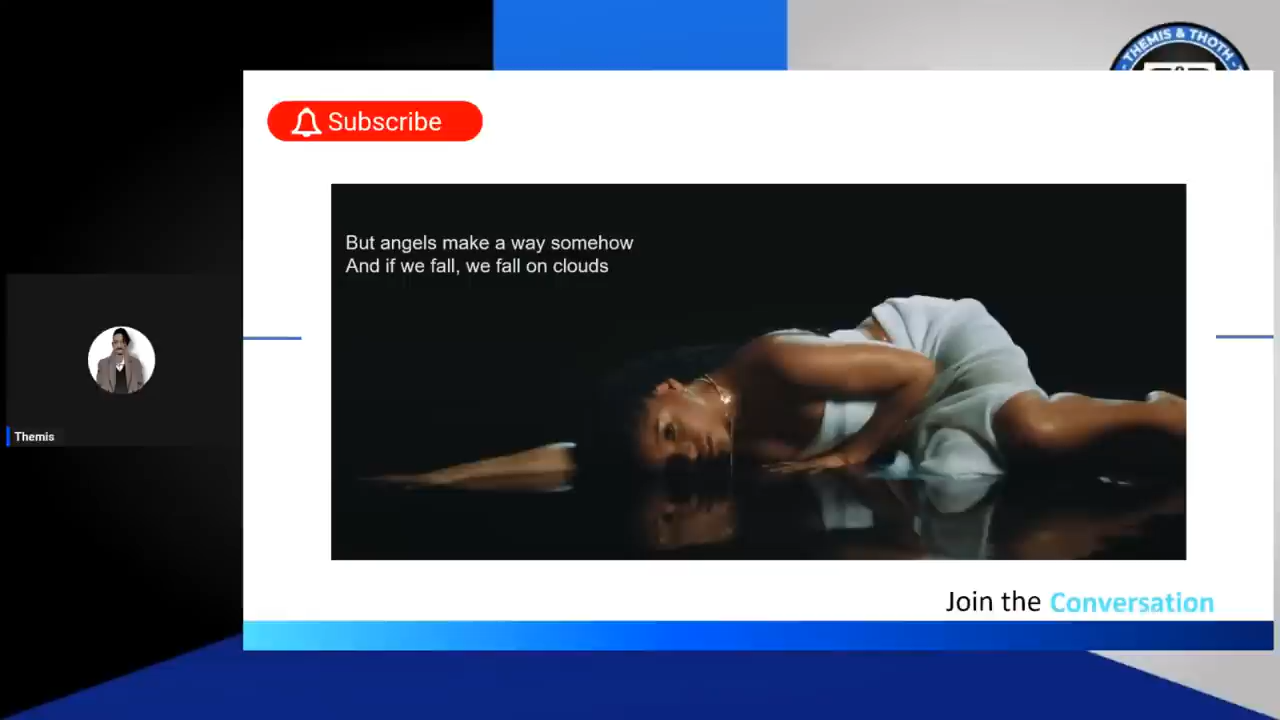 THEMIS & THOTH
Subscribe
But angels make a way somehow
And if we fall, we fall on clouds
Themis
Join the Conversation